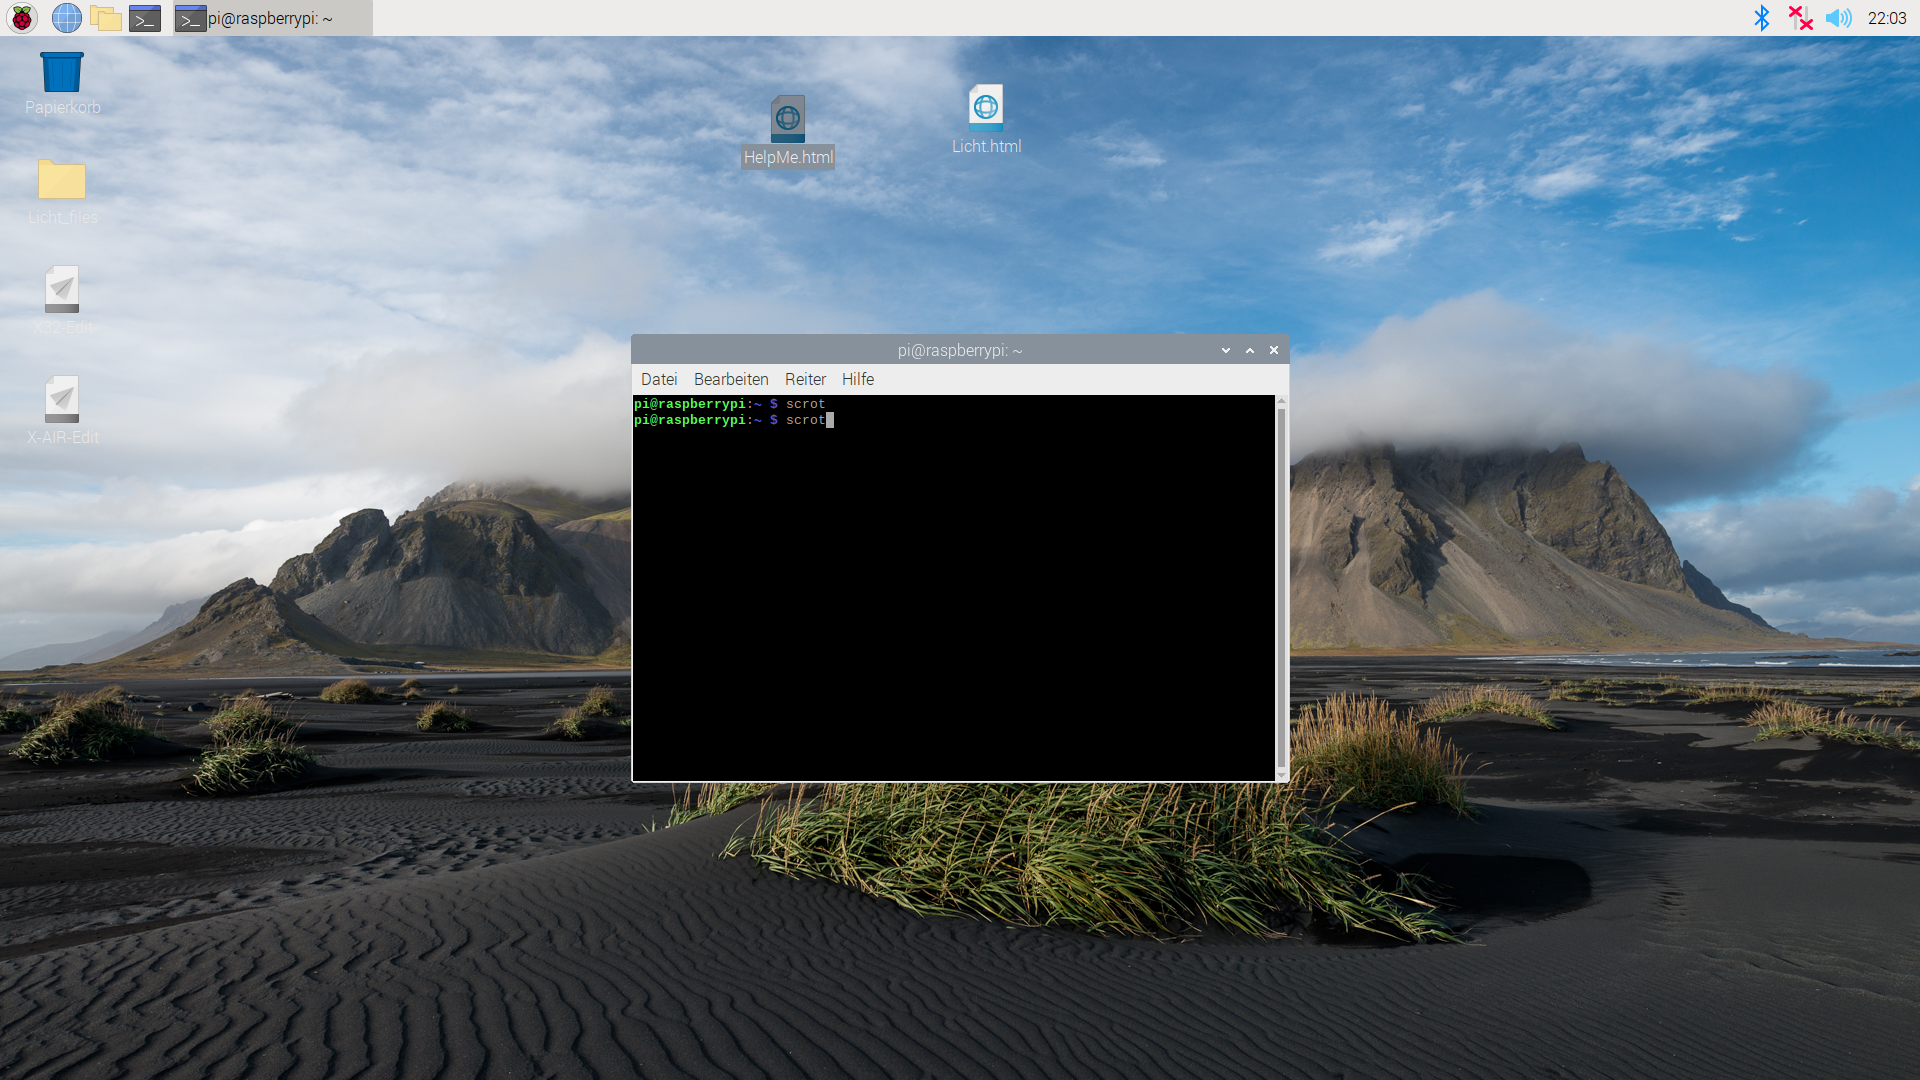 pi@raspberrypi: ~
22:03
Papierkorb
HelpMe.html
Licht.html
Licht_files
X32-Edit
X-AIR-Edit
pi@raspberrypi: ~
Datei Bearbeiten Reiter Hilfe
pi@raspberrypi:~ $ scrot
pi@raspberrypi:~ $ scrot